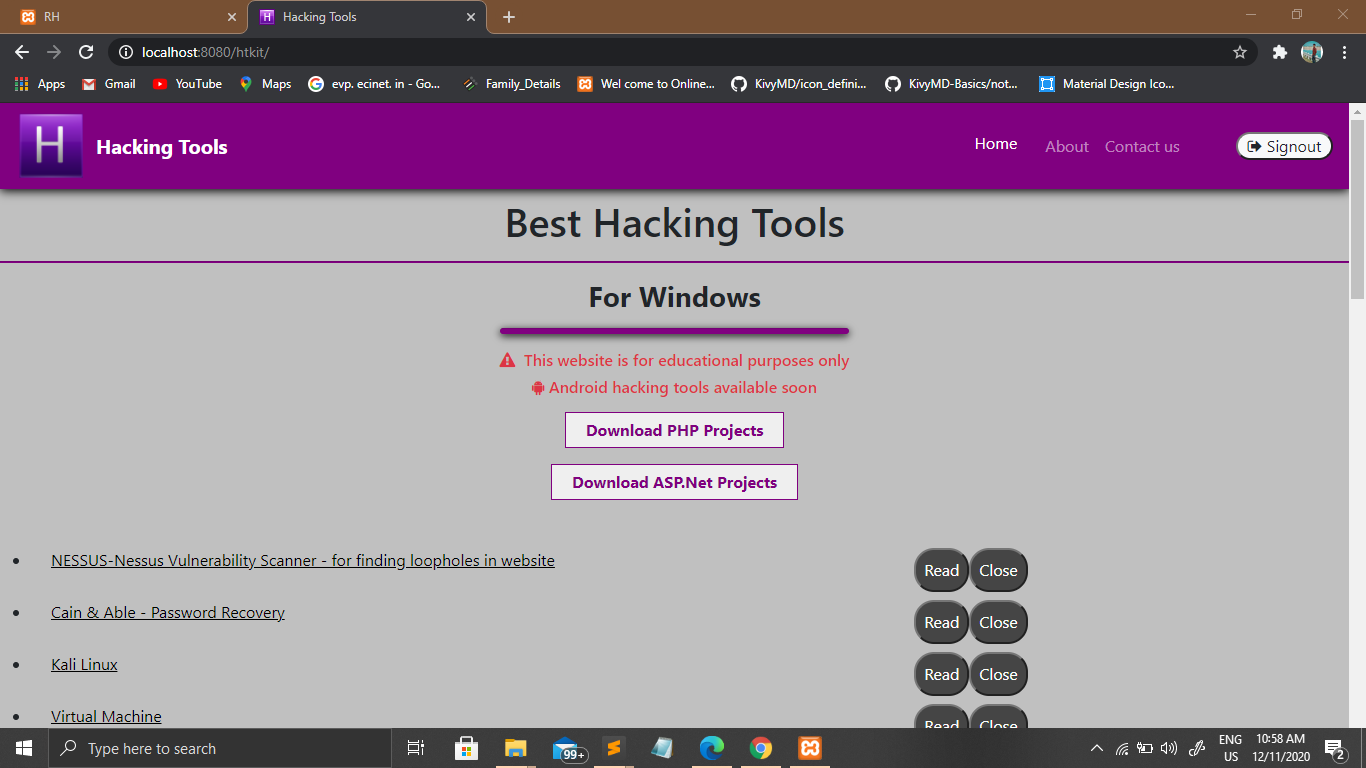 RH
Hacking Tools
localhost:8080/htkit/
Apps Gmail YouTube Maps evp. ecinet. in - Go... Family_Details Wel come to Online... KivyMD/icon_defini... KivyMD-Basics/not... Material Design Ico...
H Hacking Tools Home About Contact us Signout
Best Hacking Tools
For Windows
This website is for educational purposes only
Android hacking tools available soon
Download PHP Projects
Download ASP.Net Projects
NESSUS-Nessus Vulnerability Scanner - for finding loopholes in website Read Close
Cain & Able - Password Recovery Read Close
Kali Linux Read Close
Virtual Machine Read Close
Type here to search 99+ ENG 10:58 AM
US 12/11/2020 2